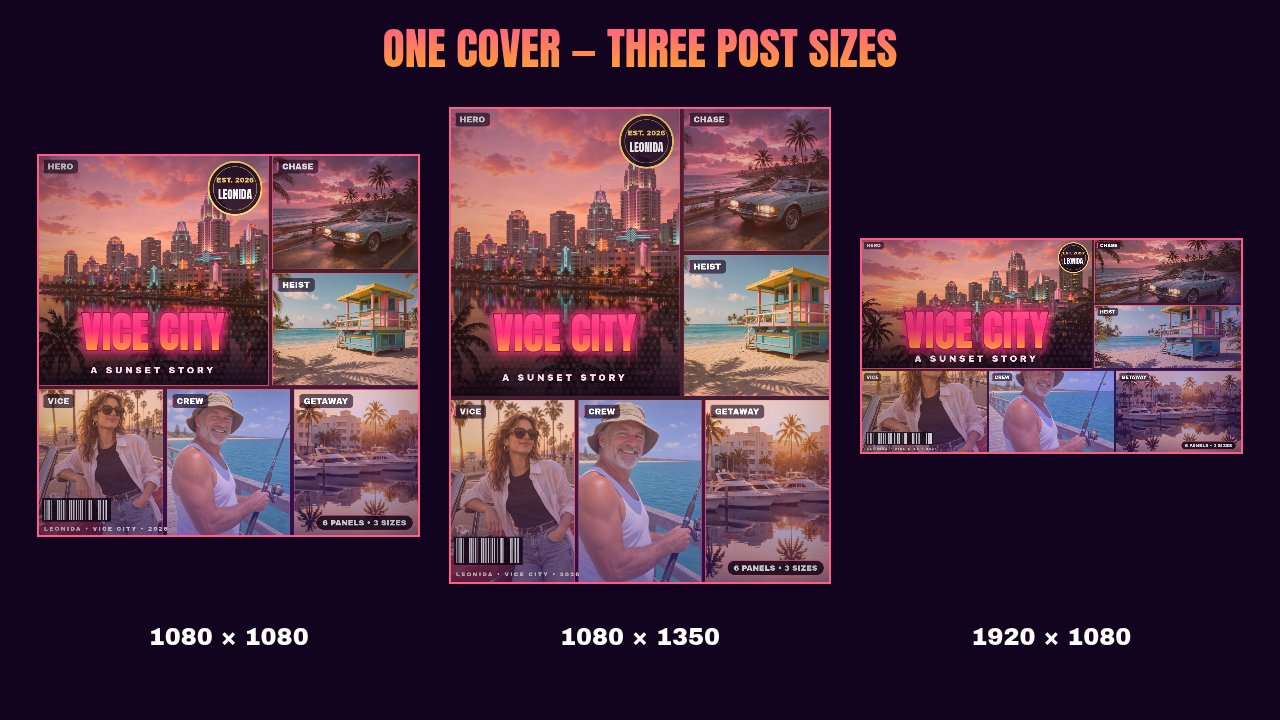 ONE COVER – THREE POST SIZES
HERO
EST. 2026
LEONIDA
CHASE
HEIST
VICE CITY
A SUNSET STORY
VICE
CREW
GETAWAY
LEONIDA • VICE CITY • 2026
6 PANELS • 3 SIZES
1080 × 1080
HERO
EST. 2026
LEONIDA
CHASE
HEIST
VICE CITY
A SUNSET STORY
VICE
CREW
GETAWAY
LEONIDA • VICE CITY • 2026
6 PANELS • 3 SIZES
1080 × 1350
HERO
EST. 2026
LEONIDA
CHASE
HEIST
VICE CITY
A SUNSET STORY
VICE
CREW
GETAWAY
6 PANELS • 3 SIZES
1920 × 1080